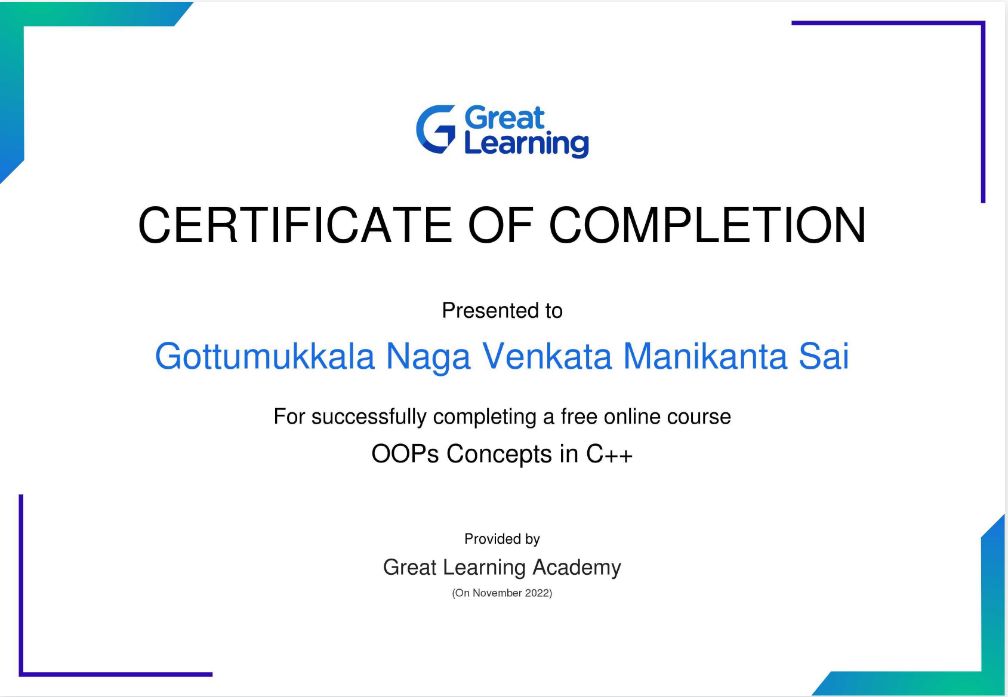 Great
Learning
CERTIFICATE OF COMPLETION
Presented to
Gottumukkala Naga Venkata Manikanta Sai
For successfully completing a free online course
OOPs Concepts in C++
Provided by
Great Learning Academy
(On November 2022)